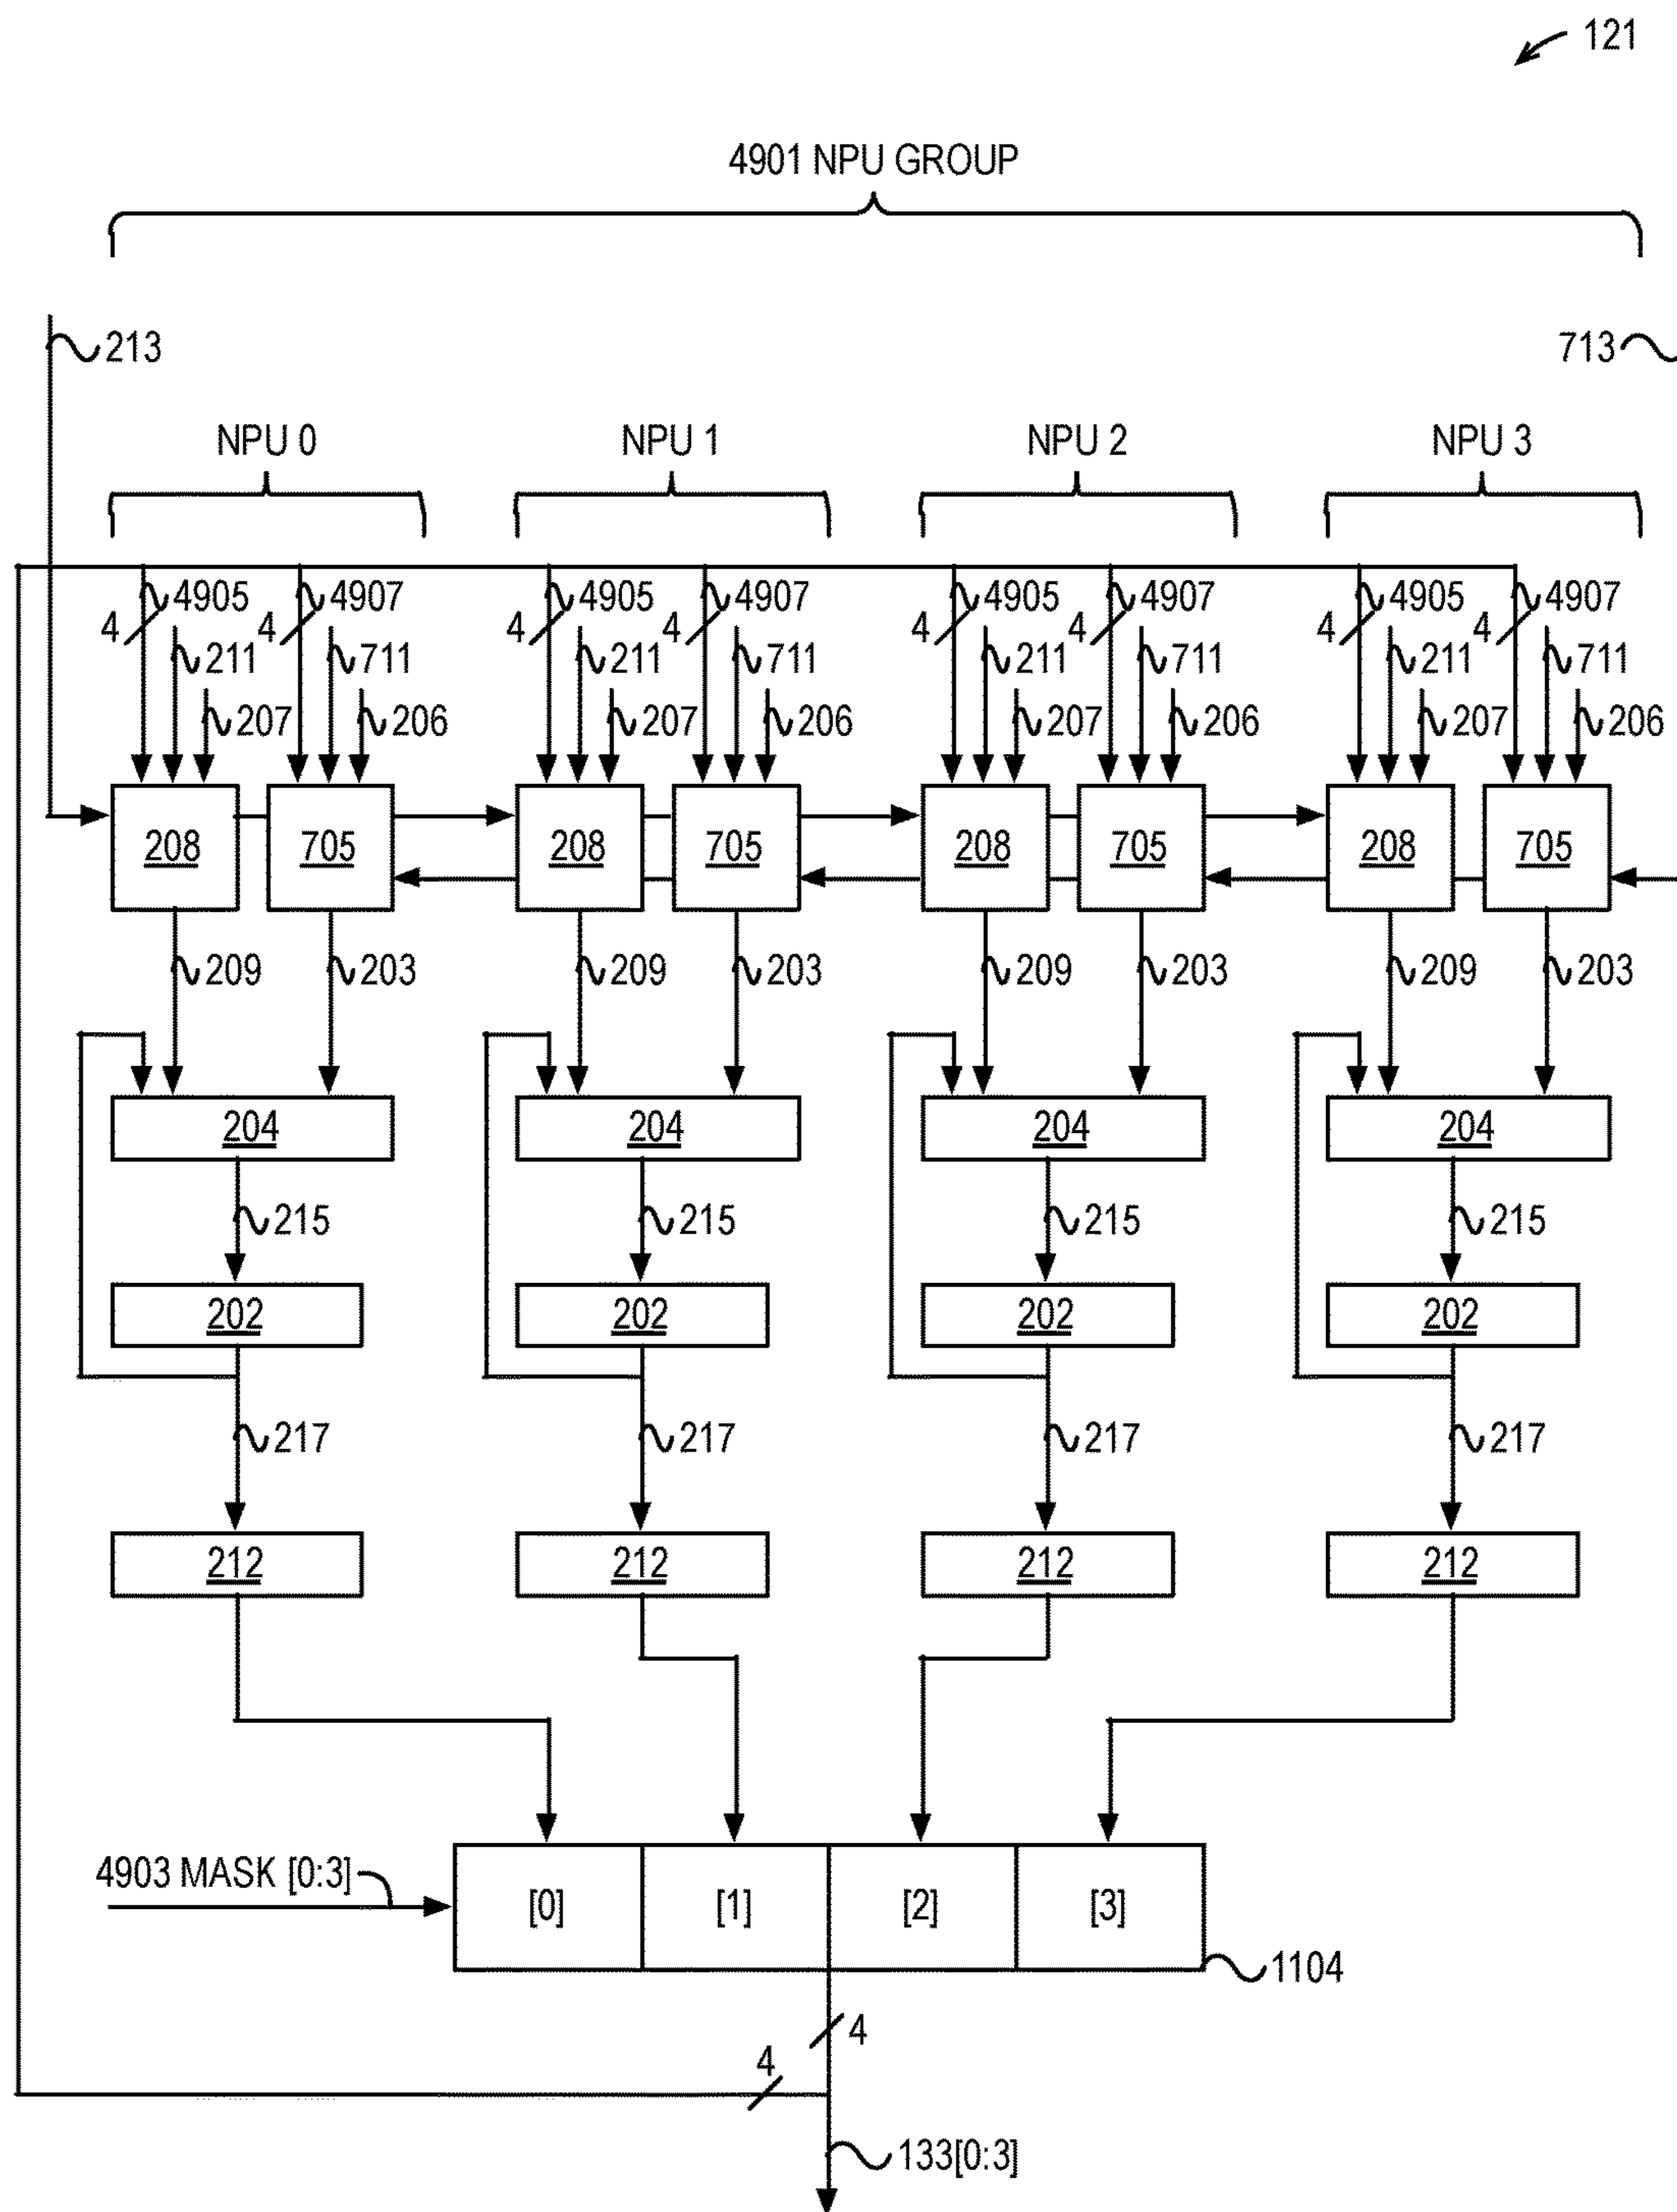 121
4901 NPU GROUP
213 713
NPU 0 NPU 1 NPU 2 NPU 3
4905 4907 4905 4907 4905 4907 4905 4907
4 4 4 4 4 4 4 4
211 711 211 711 211 711 211 711
207 206 207 206 207 206 207 206
208 705 208 705 208 705 208 705
209 203 209 203 209 203 209 203
204 204 204 204
215 215 215 215
202 202 202 202
217 217 217 217
212 212 212 212
4903 MASK [0:3]
[0] [1] [2] [3]
1104
4
4
133[0:3]